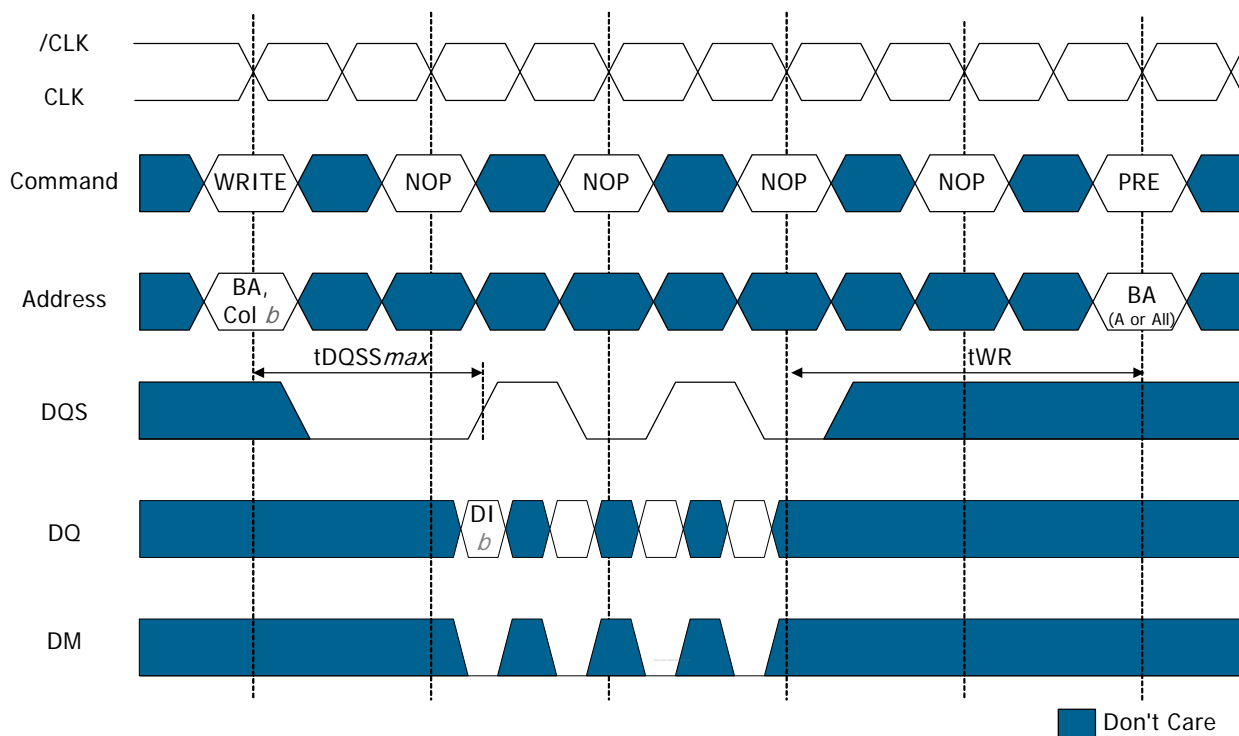 /CLK
CLK
Command
WRITE
NOP
NOP
NOP
NOP
PRE
Address
BA,
Col b
BA
(A or All)
tDQSSmax
tWR
DQS
DQ
DI
b
DM
Don't Care